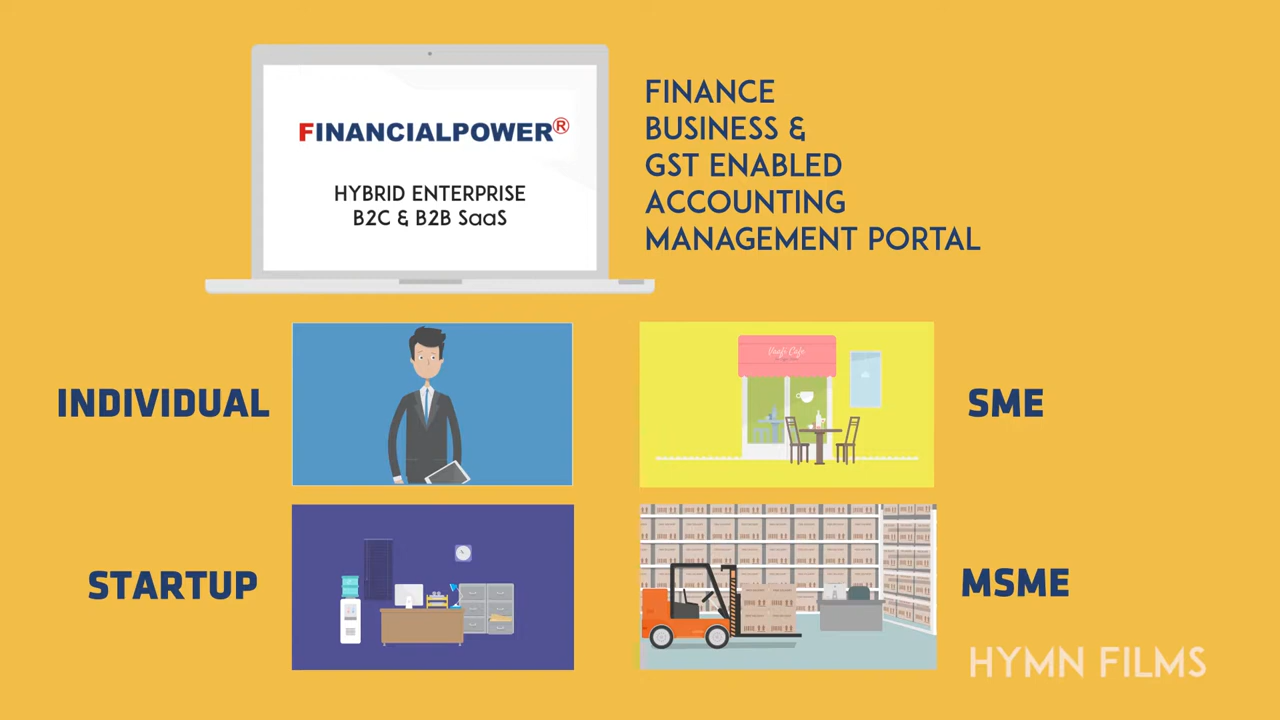 FINANCIALPOWER®
HYBRID ENTERPRISE
B2C & B2B SaaS
FINANCE
BUSINESS &
GST ENABLED
ACCOUNTING
MANAGEMENT PORTAL
INDIVIDUAL
SME
STARTUP
MSME
HYMN FILMS